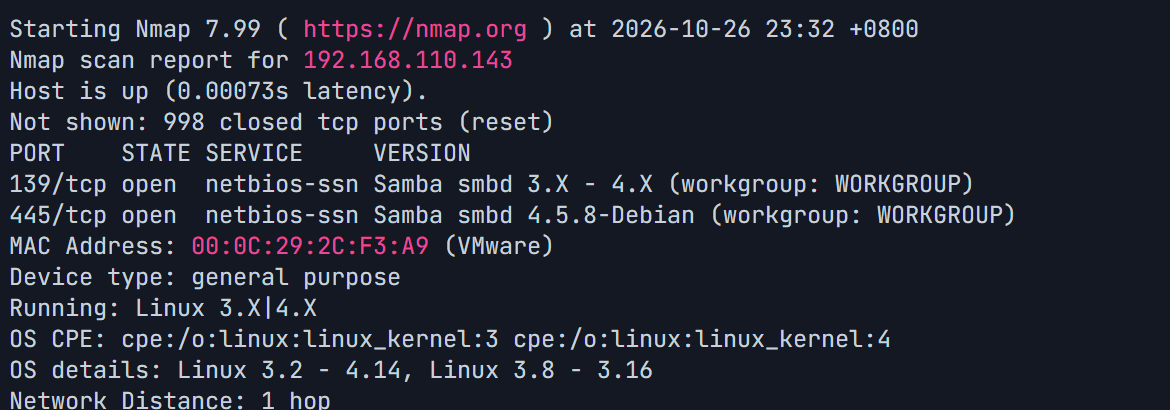 Starting Nmap 7.99 ( https://nmap.org ) at 2026-10-26 23:32 +0800
Nmap scan report for 192.168.110.143
Host is up (0.00073s latency).
Not shown: 998 closed tcp ports (reset)
PORT    STATE SERVICE     VERSION
139/tcp open  netbios-ssn Samba smbd 3.X - 4.X (workgroup: WORKGROUP)
445/tcp open  netbios-ssn Samba smbd 4.5.8-Debian (workgroup: WORKGROUP)
MAC Address: 00:0C:29:2C:F3:A9 (VMware)
Device type: general purpose
Running: Linux 3.X|4.X
OS CPE: cpe:/o:linux:linux_kernel:3 cpe:/o:linux:linux_kernel:4
OS details: Linux 3.2 - 4.14, Linux 3.8 - 3.16
Network Distance: 1 hop